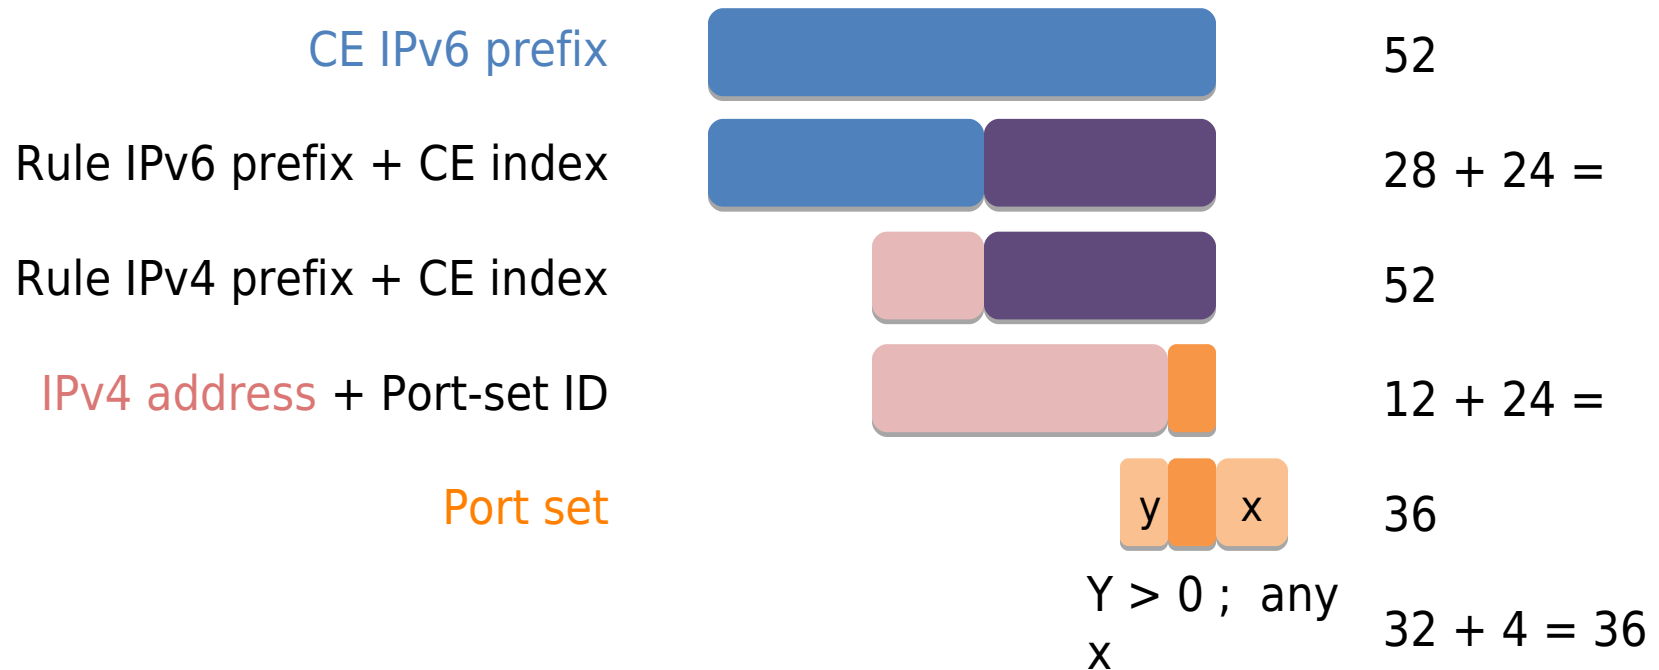 CE IPv6 prefix 52
Rule IPv6 prefix + CE index 28 + 24 =
Rule IPv4 prefix + CE index 52
IPv4 address + Port-set ID 12 + 24 =
Port set y x 36
Y > 0 ; any
x
32 + 4 = 36